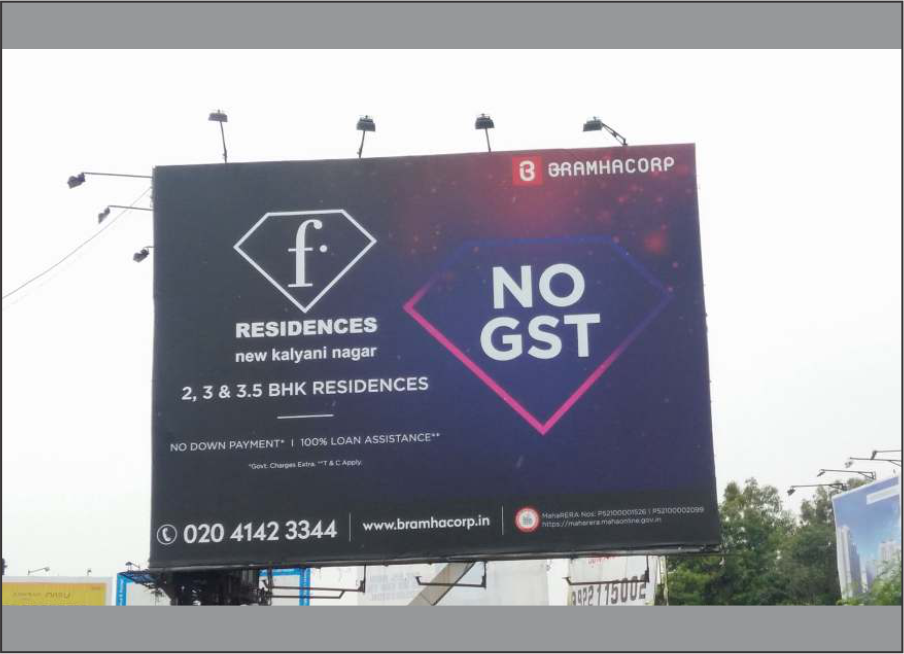 BRAMHACORP
f
RESIDENCES
new kalyani nagar
2, 3 & 3.5 BHK RESIDENCES
NO DOWN PAYMENT* I 100% LOAN ASSISTANCE**
*Govt. Charges Extra. **T & C Apply.
NO
GST
020 4142 3344
www.bramhacorp.in
MahaRERA Nos. P52100001526 | P52100002099
https://maharera.mahaonline.gov.in
9922115002